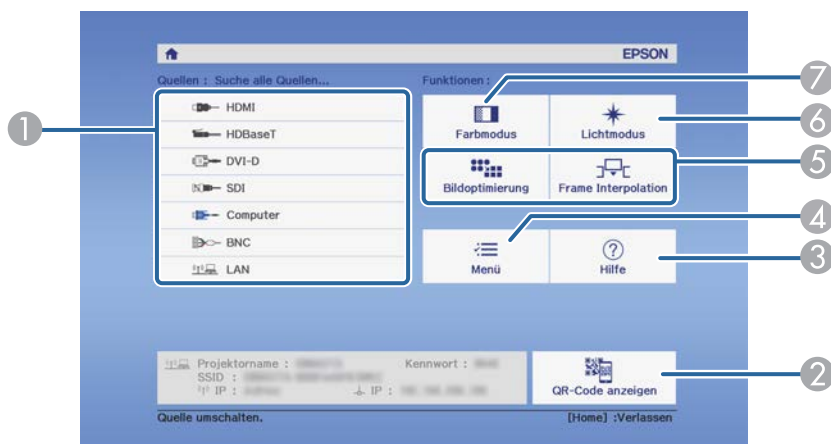 EPSON
Quellen : Suche alle Quellen...
Funktionen :
HDMI
HDBaseT
DVI-D
SDI
Computer
BNC
LAN
Farbmodus
Lichtmodus
Bildoptimierung
Frame Interpolation
Menü
Hilfe
Projektorname :
Kennwort :
SSID :
IP :
IP :
QR-Code anzeigen
Quelle umschalten.
[Home] :Verlassen
1
7
6
5
4
3
2